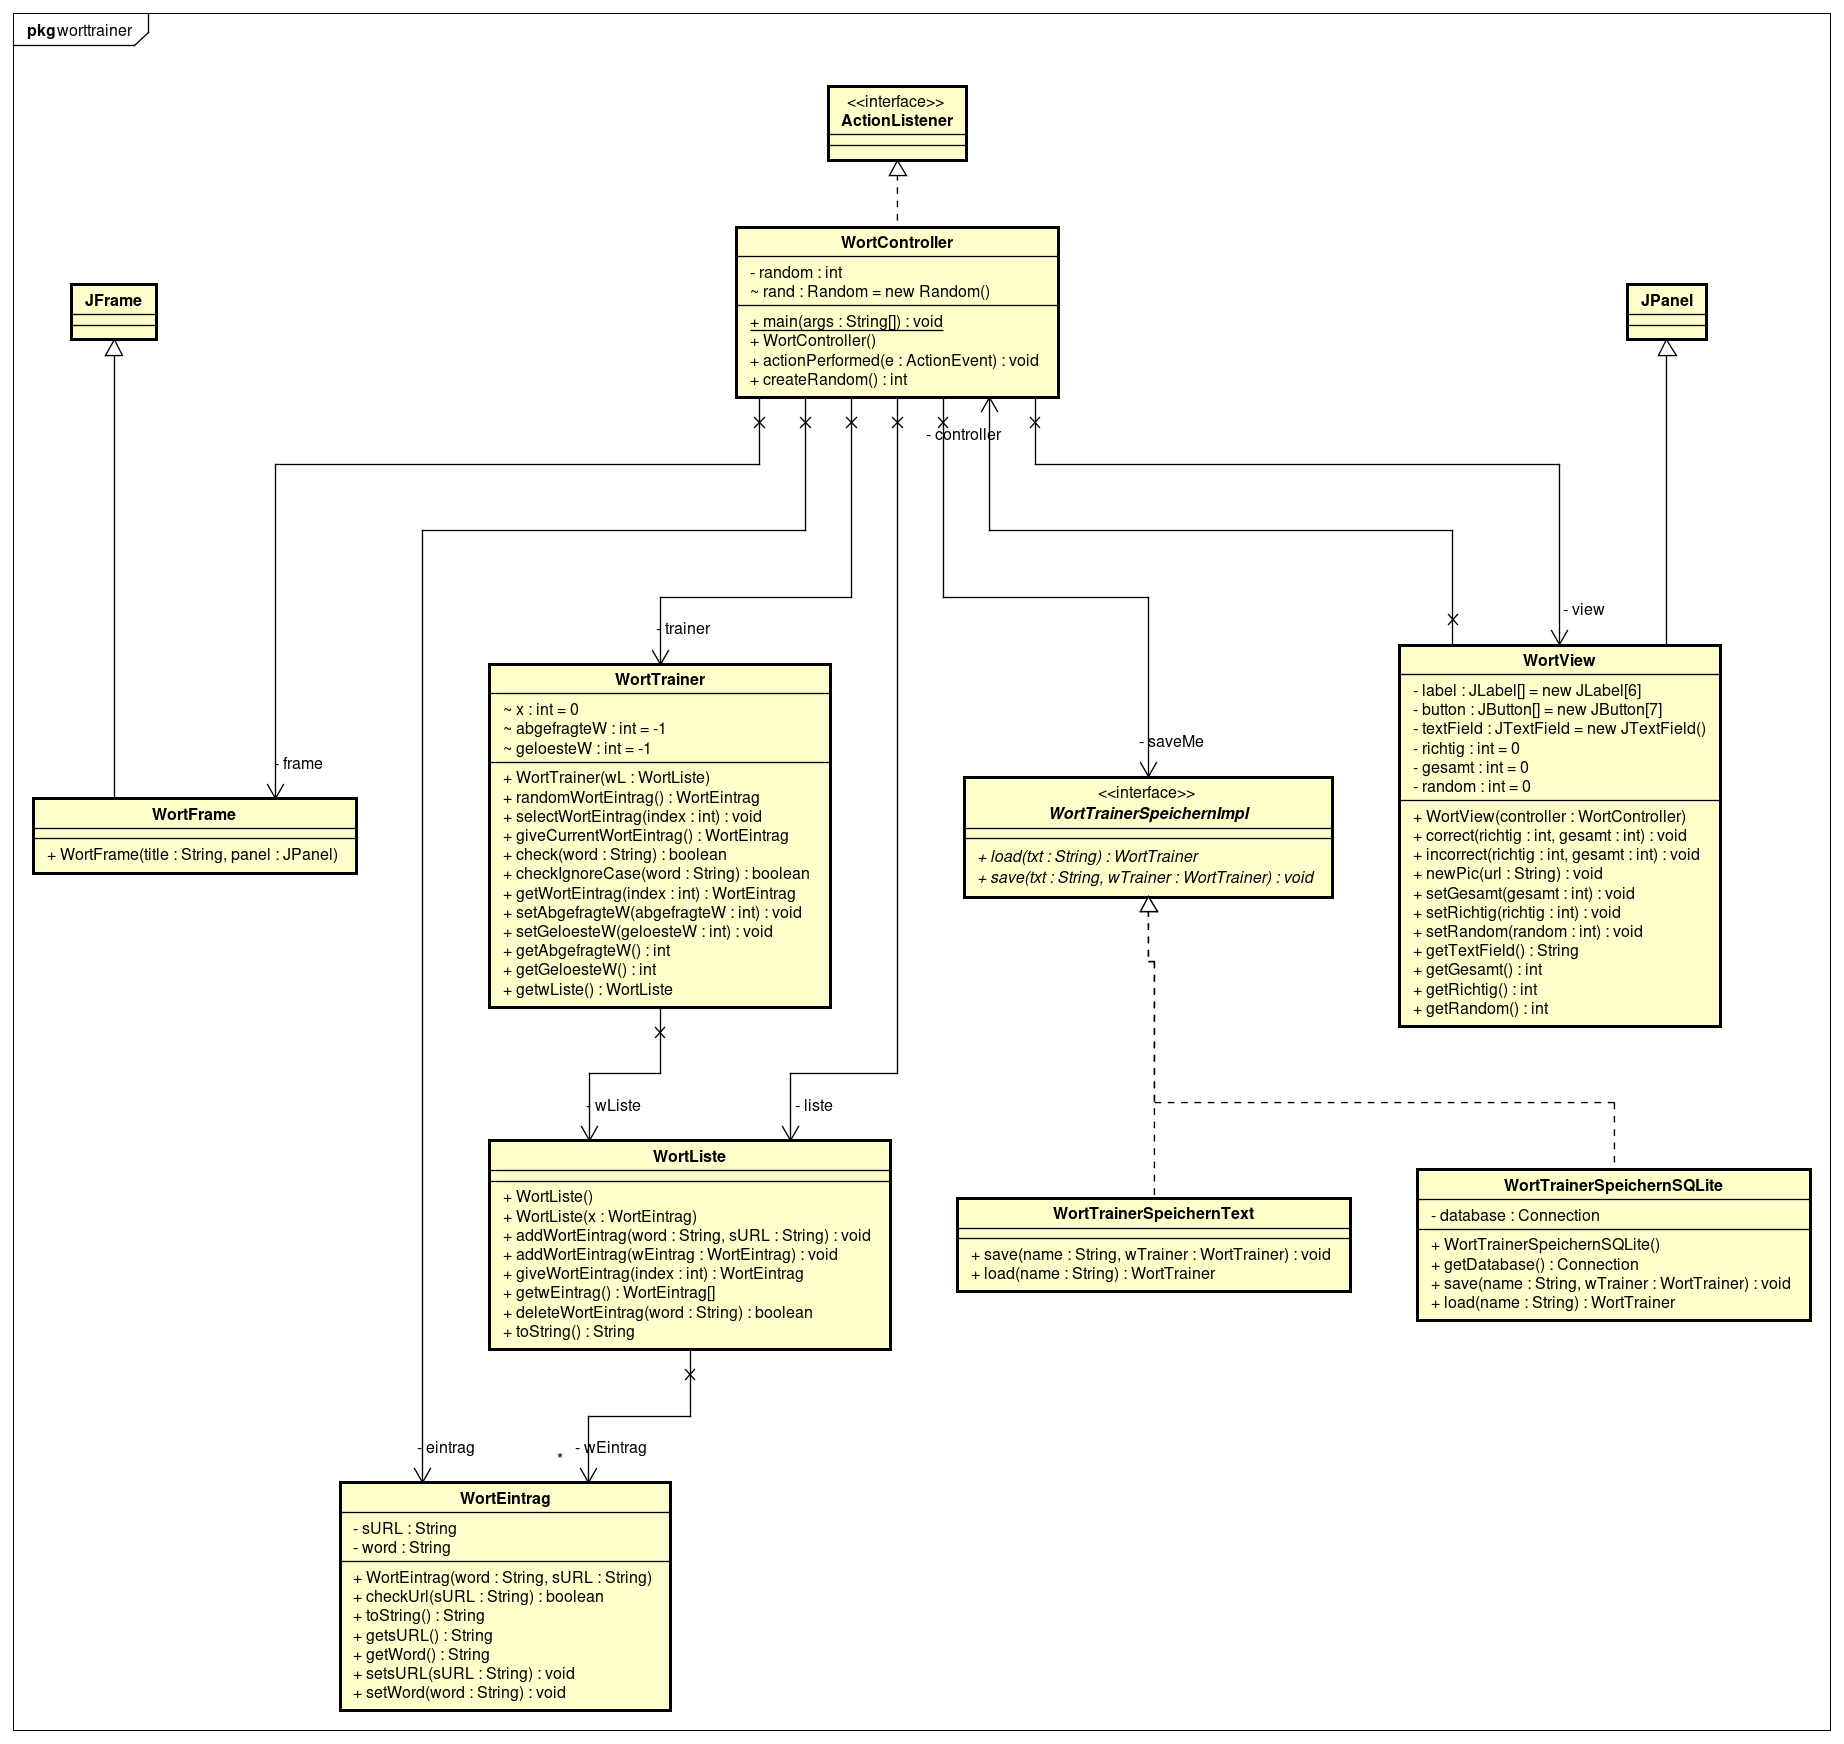 pkg worttrainer
<<interface>>
ActionListener
WortController
- random : int
~ rand : Random = new Random()
+ main(args : String[]) : void
+ WortController()
+ actionPerformed(e : ActionEvent) : void
+ createRandom() : int
JFrame
JPanel
- controller
- view
- trainer
- saveMe
- frame
WortFrame
+ WortFrame(title : String, panel : JPanel)
WortTrainer
~ x : int = 0
~ abgefragteW : int = -1
~ geloesteW : int = -1
+ WortTrainer(wL : WortListe)
+ randomWortEintrag() : WortEintrag
+ selectWortEintrag(index : int) : void
+ giveCurrentWortEintrag() : WortEintrag
+ check(word : String) : boolean
+ checkIgnoreCase(word : String) : boolean
+ getWortEintrag(index : int) : WortEintrag
+ setAbgefragteW(abgefragteW : int) : void
+ setGeloesteW(geloesteW : int) : void
+ getAbgefragteW() : int
+ getGeloesteW() : int
+ getwListe() : WortListe
<<interface>>
WortTrainerSpeichernImpl
+ load(txt : String) : WortTrainer
+ save(txt : String, wTrainer : WortTrainer) : void
WortView
- label : JLabel[] = new JLabel[6]
- button : JButton[] = new JButton[7]
- textField : JTextField = new JTextField()
- richtig : int = 0
- gesamt : int = 0
- random : int = 0
+ WortView(controller : WortController)
+ correct(richtig : int, gesamt : int) : void
+ incorrect(richtig : int, gesamt : int) : void
+ newPic(url : String) : void
+ setGesamt(gesamt : int) : void
+ setRichtig(richtig : int) : void
+ setRandom(random : int) : void
+ getTextField() : String
+ getGesamt() : int
+ getRichtig() : int
+ getRandom() : int
- wListe
- liste
WortListe
+ WortListe()
+ WortListe(x : WortEintrag)
+ addWortEintrag(word : String, sURL : String) : void
+ addWortEintrag(wEintrag : WortEintrag) : void
+ giveWortEintrag(index : int) : WortEintrag
+ getwEintrag() : WortEintrag[]
+ deleteWortEintrag(word : String) : boolean
+ toString() : String
WortTrainerSpeichernText
+ save(name : String, wTrainer : WortTrainer) : void
+ load(name : String) : WortTrainer
WortTrainerSpeichernSQLite
- database : Connection
+ WortTrainerSpeichernSQLite()
+ getDatabase() : Connection
+ save(name : String, wTrainer : WortTrainer) : void
+ load(name : String) : WortTrainer
- eintrag
* - wEintrag
WortEintrag
- sURL : String
- word : String
+ WortEintrag(word : String, sURL : String)
+ checkUrl(sURL : String) : boolean
+ toString() : String
+ getsURL() : String
+ getWord() : String
+ setsURL(sURL : String) : void
+ setWord(word : String) : void